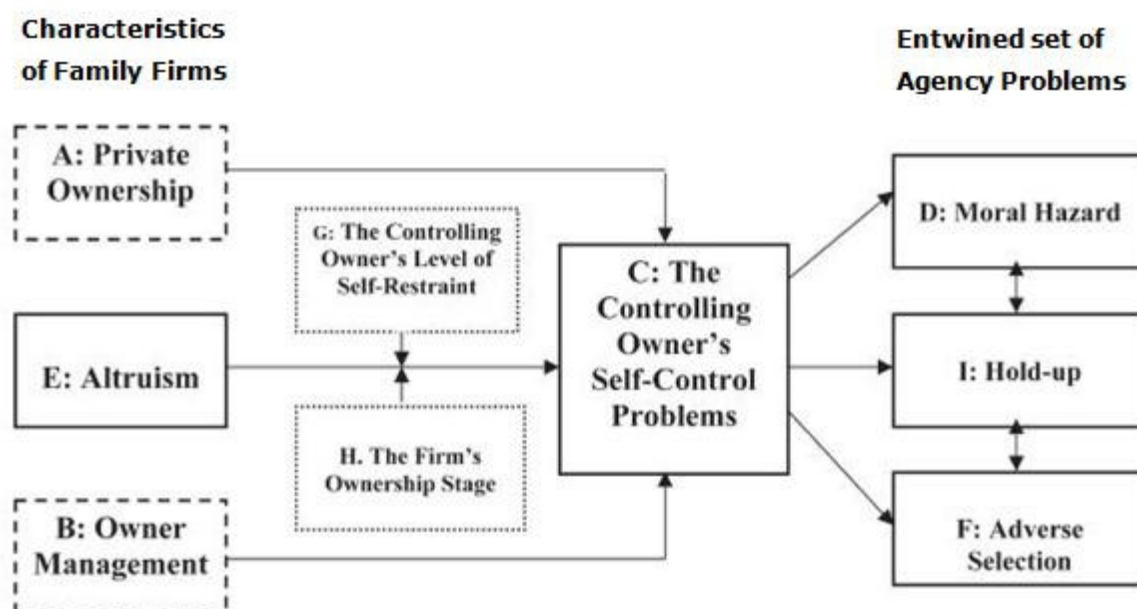 Characteristics
of Family Firms
Entwined set of
Agency Problems
A: Private
Ownership
G: The Controlling
Owner's Level of
Self-Restraint
E: Altruism
H. The Firm's
Ownership Stage
B: Owner
Management
C: The
Controlling
Owner's
Self-Control
Problems
D: Moral Hazard
I: Hold-up
F: Adverse
Selection